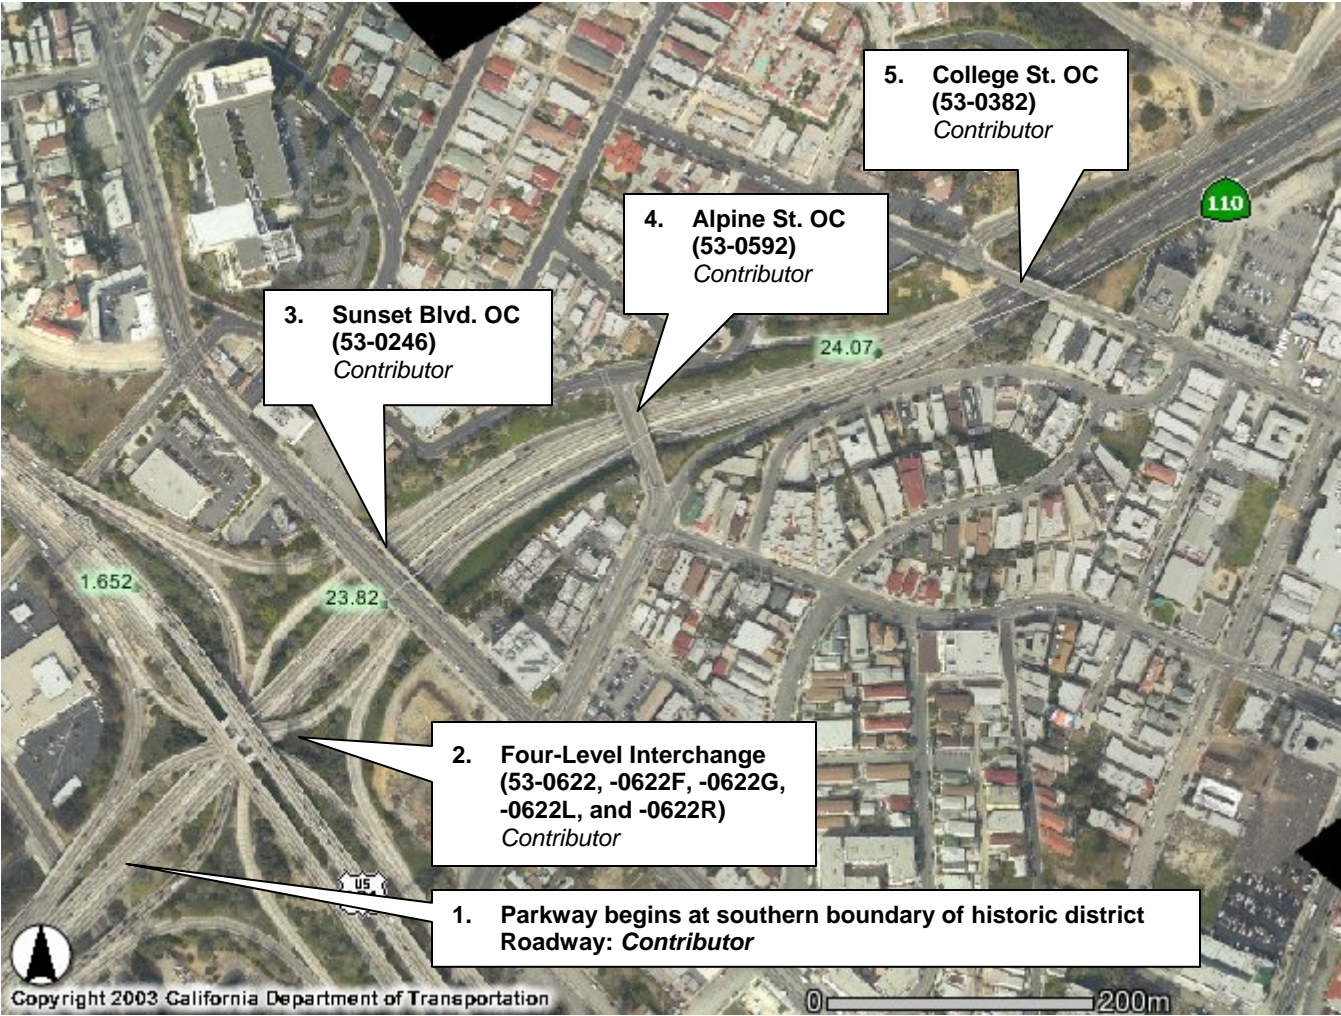 5. College St. OC
(53-0382)
Contributor
110
4. Alpine St. OC
(53-0592)
Contributor
3. Sunset Blvd. OC
(53-0246)
Contributor
24.07
1.652
23.82
2. Four-Level Interchange
(53-0622, -0622F, -0622G,
-0622L, and -0622R)
Contributor
US
1. Parkway begins at southern boundary of historic district
Roadway: Contributor
Copyright 2003 California Department of Transportation
0 200m